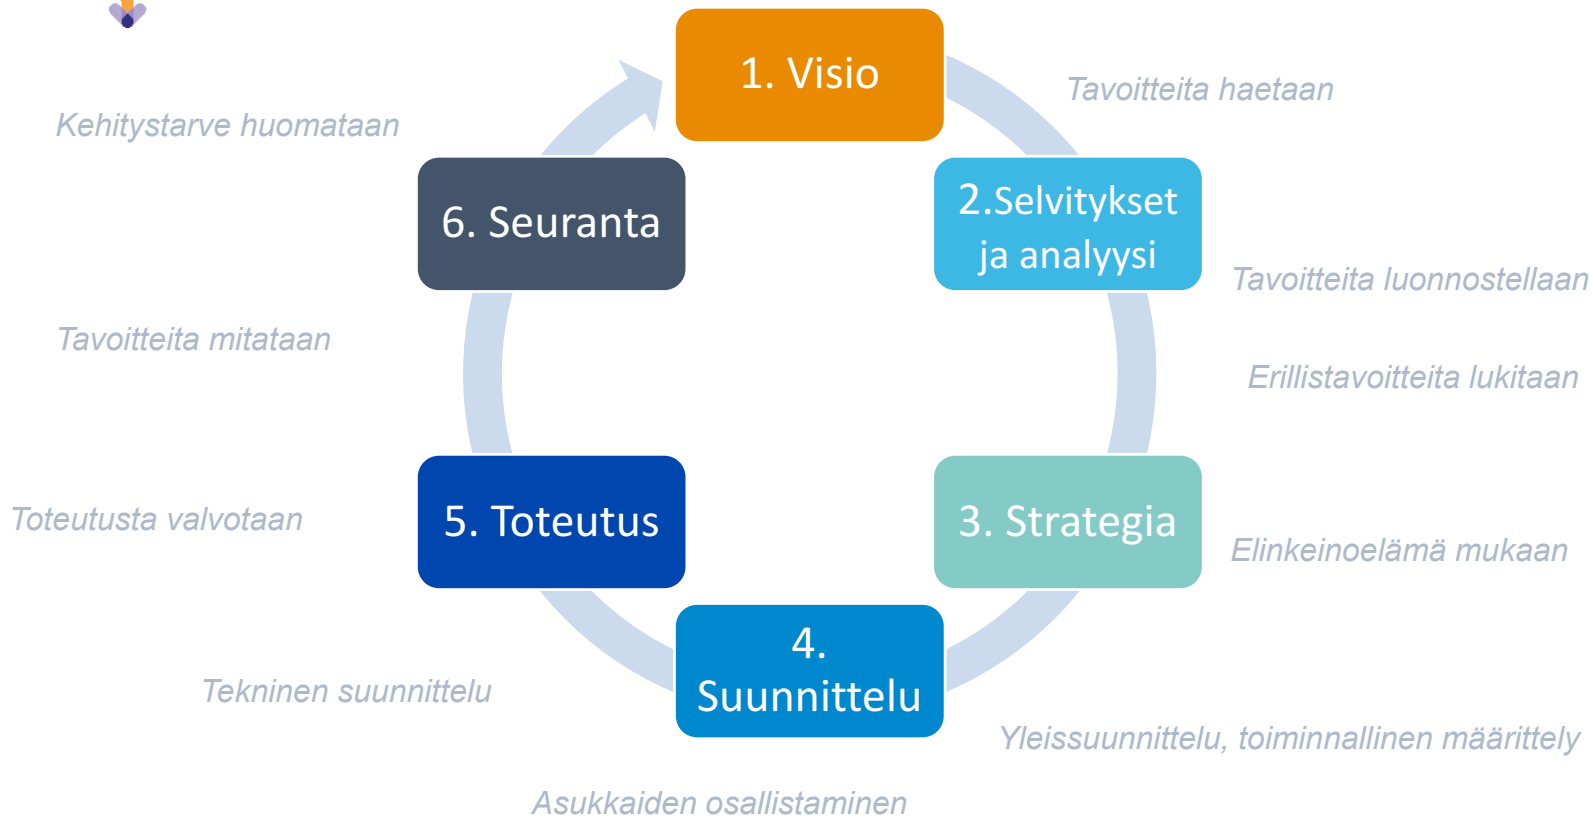 1. Visio
Tavoitteita haetaan
Kehitystarve huomataan
2.Selvitykset
ja analyysi
6. Seuranta
Tavoitteita luonnostellaan
Tavoitteita mitataan
Erillistavoitteita lukitaan
5. Toteutus
3. Strategia
Toteutusta valvotaan
Elinkeinoelämä mukaan
4.
Suunnittelu
Tekninen suunnittelu
Yleissuunnittelu, toiminnallinen määrittely
Asukkaiden osallistaminen